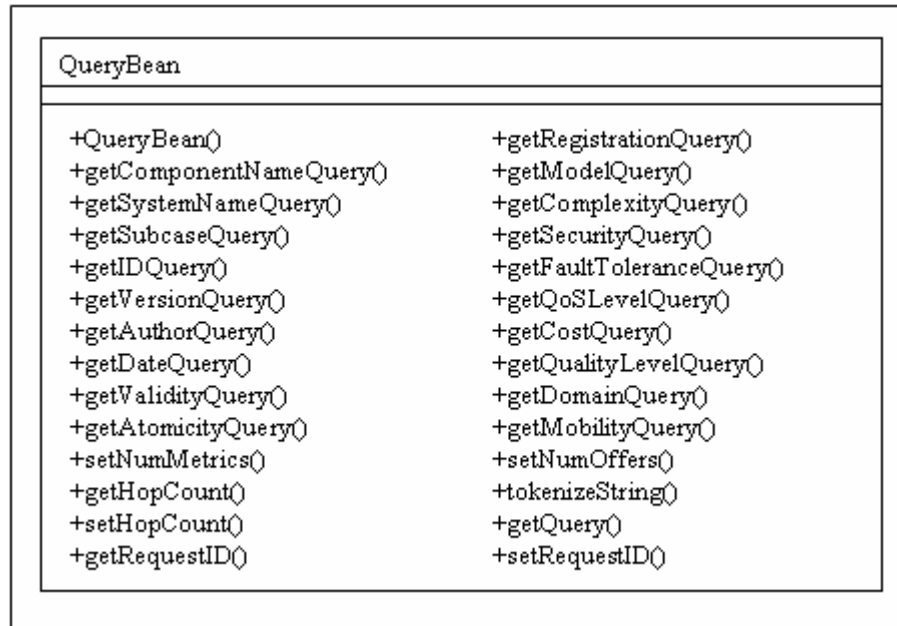 QueryBean
+QueryBean()
+getComponentNameQuery()
+getSystemNameQuery()
+getSubcaseQuery()
+getIDQuery()
+getVersionQuery()
+getAuthorQuery()
+getDateQuery()
+getValidityQuery()
+getAtomicityQuery()
+setNumMetrics()
+getHopCount()
+setHopCount()
+getRequestID()
+getRegistrationQuery()
+getModelQuery()
+getComplexityQuery()
+getSecurityQuery()
+getFaultToleranceQuery()
+getQoSLevelQuery()
+getCostQuery()
+getQualityLevelQuery()
+getDomainQuery()
+getMobilityQuery()
+setNumOffers()
+tokenizeString()
+getQuery()
+setRequestID()